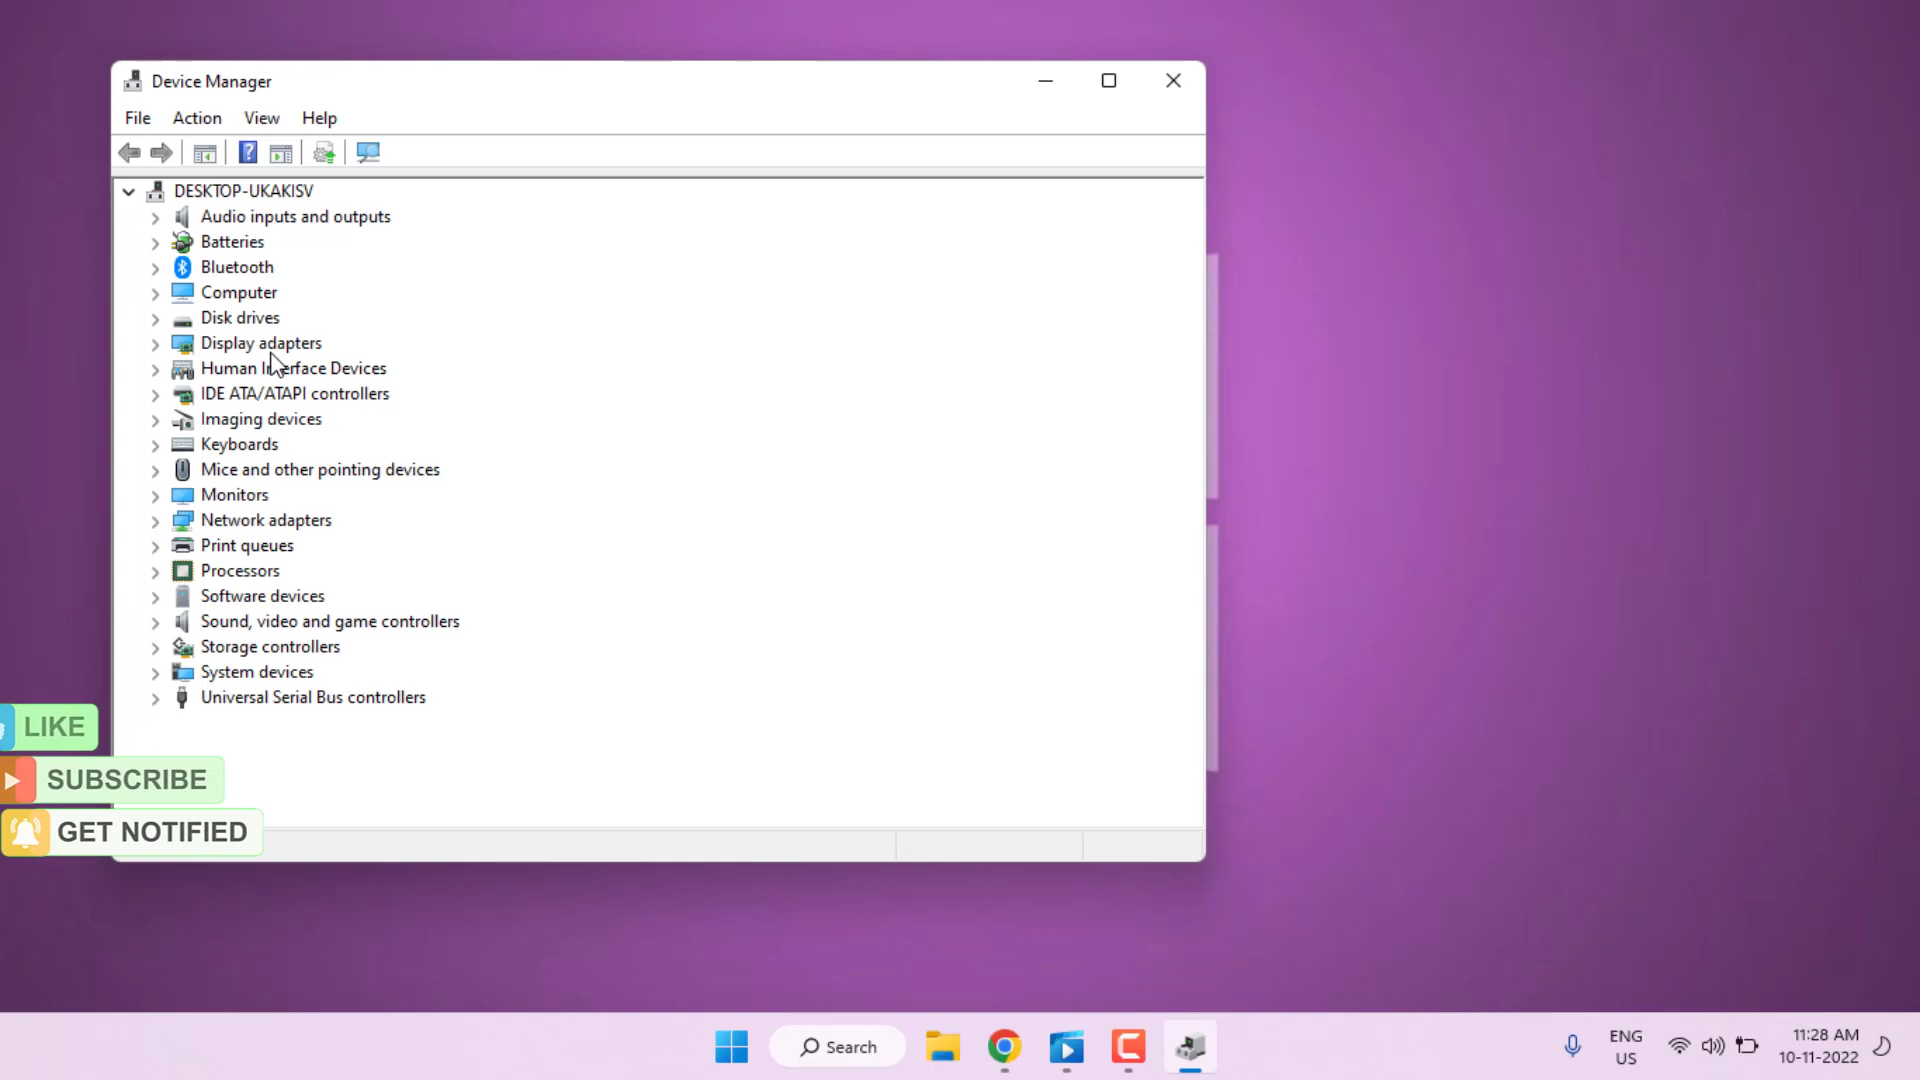 Device Manager
File Action View Help
DESKTOP-UKAKISV
Audio inputs and outputs
Batteries
Bluetooth
Computer
Disk drives
Display adapters
Human Interface Devices
IDE ATA/ATAPI controllers
Imaging devices
Keyboards
Mice and other pointing devices
Monitors
Network adapters
Print queues
Processors
Software devices
Sound, video and game controllers
Storage controllers
System devices
Universal Serial Bus controllers
LIKE
SUBSCRIBE
GET NOTIFIED
Search
ENG
US
11:28 AM
10-11-2022